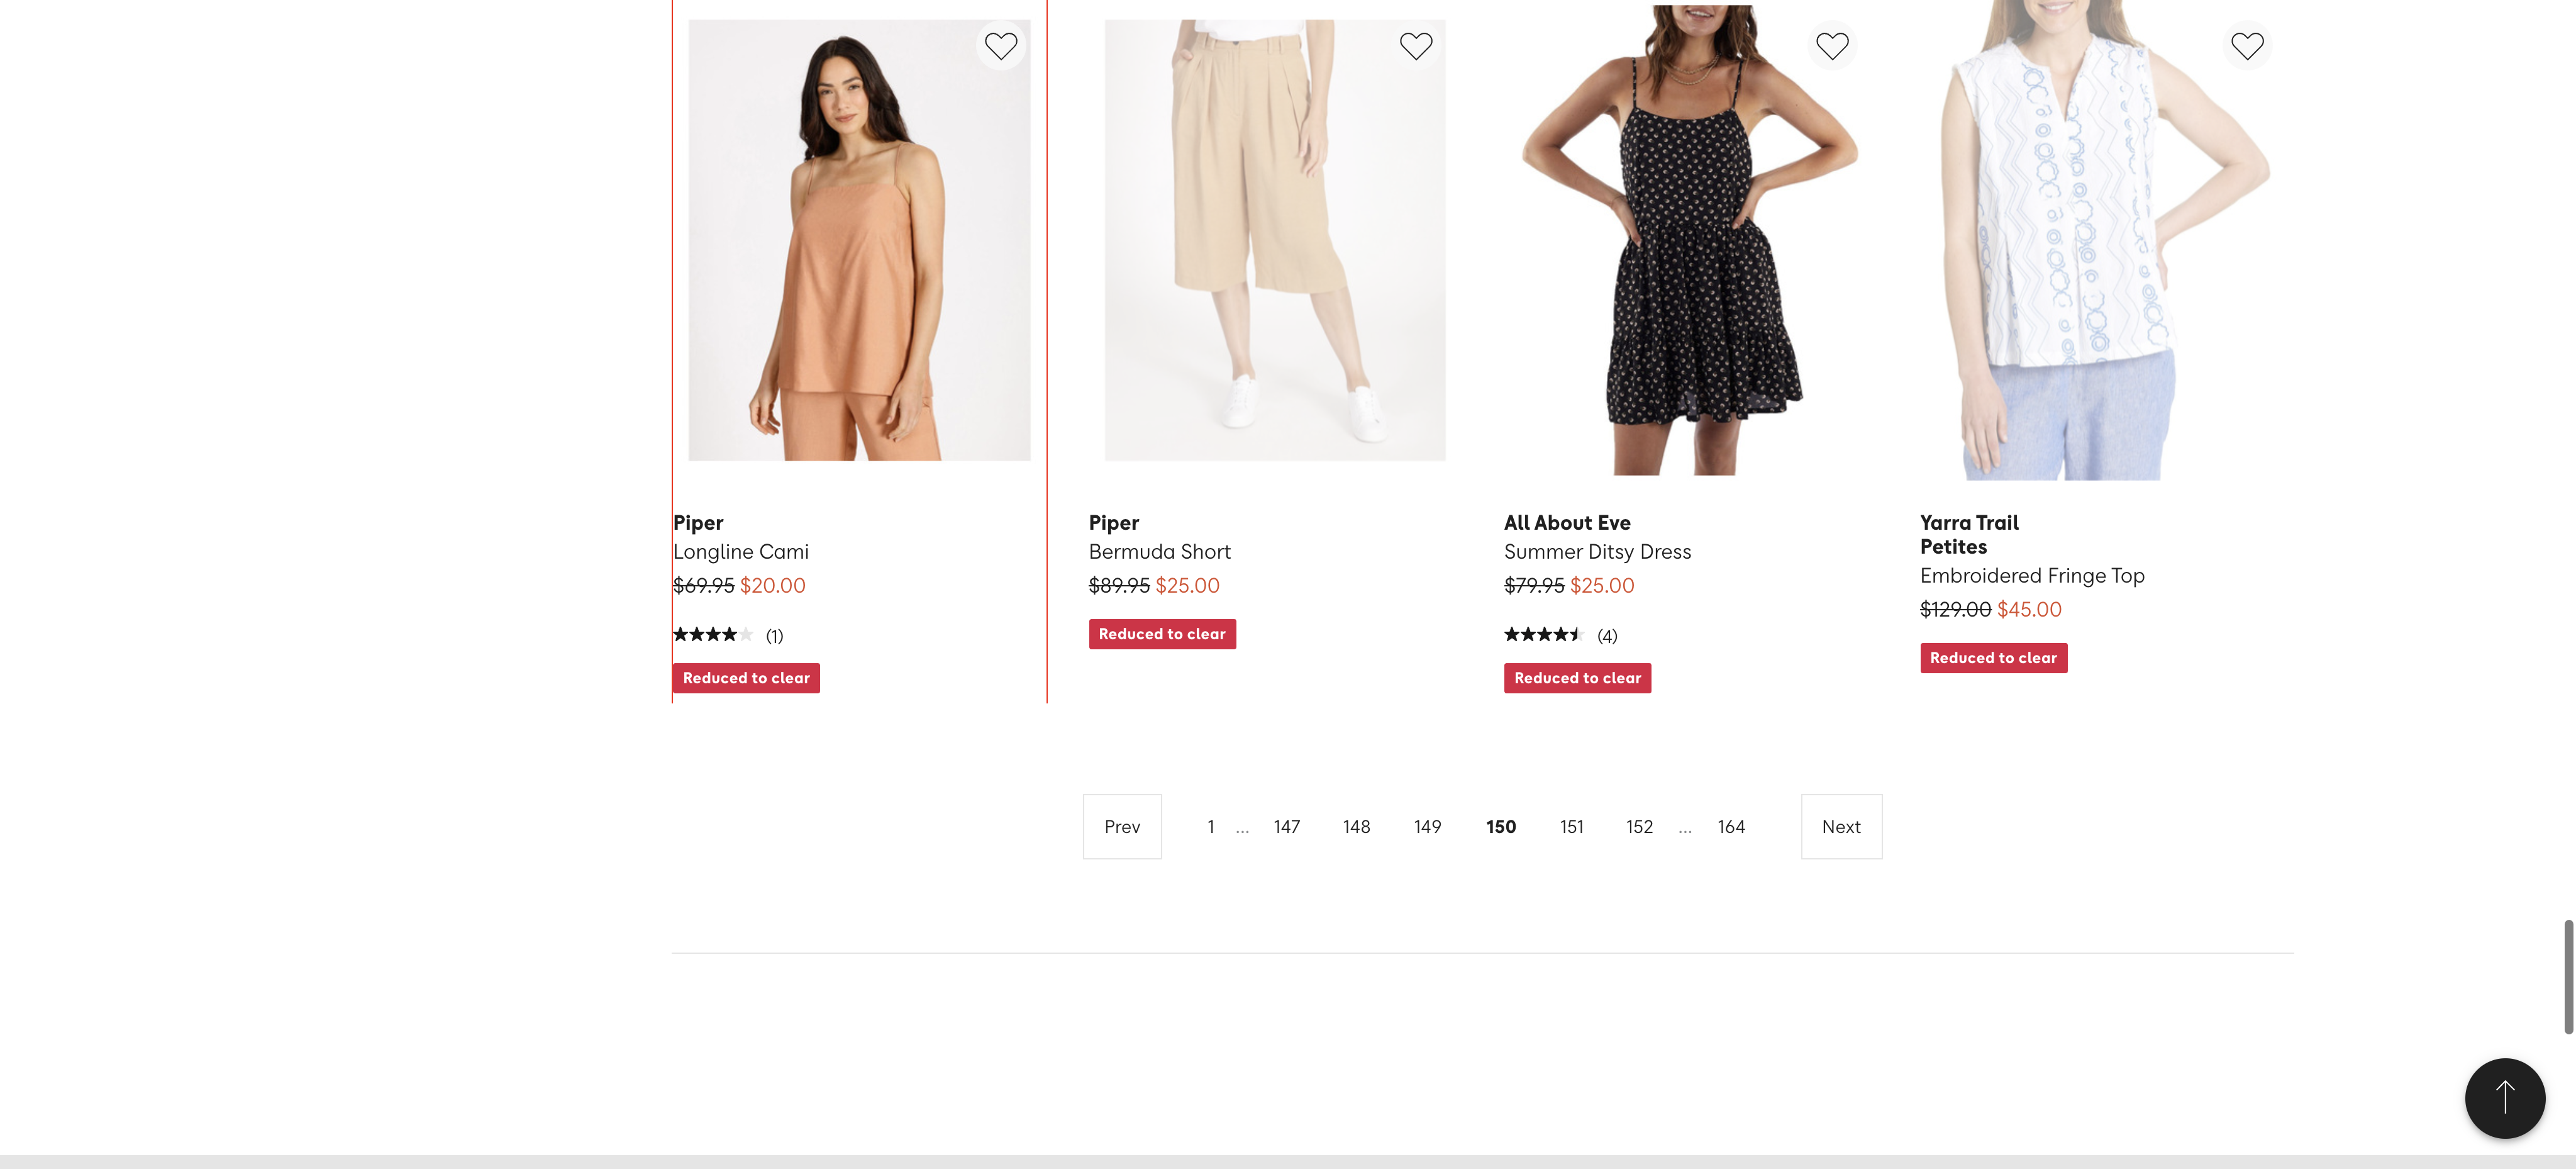 Piper
Longline Cami
$69.95 $20.00
(1)
Reduced to clear
Piper
Bermuda Short
$89.95 $25.00
Reduced to clear
All About Eve
Summer Ditsy Dress
$79.95 $25.00
(4)
Reduced to clear
Yarra Trail
Petites
Embroidered Fringe Top
$129.00 $45.00
Reduced to clear
Prev 1 ... 147 148 149 150 151 152 ... 164 Next